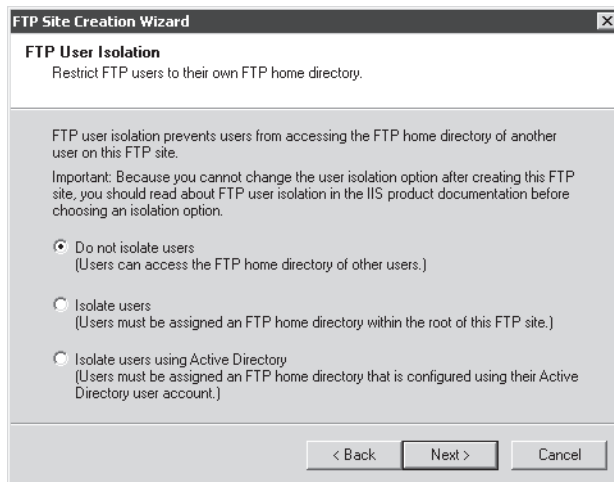 FTP Site Creation Wizard
FTP User Isolation
Restrict FTP users to their own FTP home directory.
FTP user isolation prevents users from accessing the FTP home directory of another
user on this FTP site.
Important: Because you cannot change the user isolation option after creating this FTP
site, you should read about FTP user isolation in the IIS product documentation before
choosing an isolation option.
Do not isolate users
(Users can access the FTP home directory of other users.)
Isolate users
(Users must be assigned an FTP home directory within the root of this FTP site.)
Isolate users using Active Directory
(Users must be assigned an FTP home directory that is configured using their Active
Directory user account.)
< Back Next > Cancel